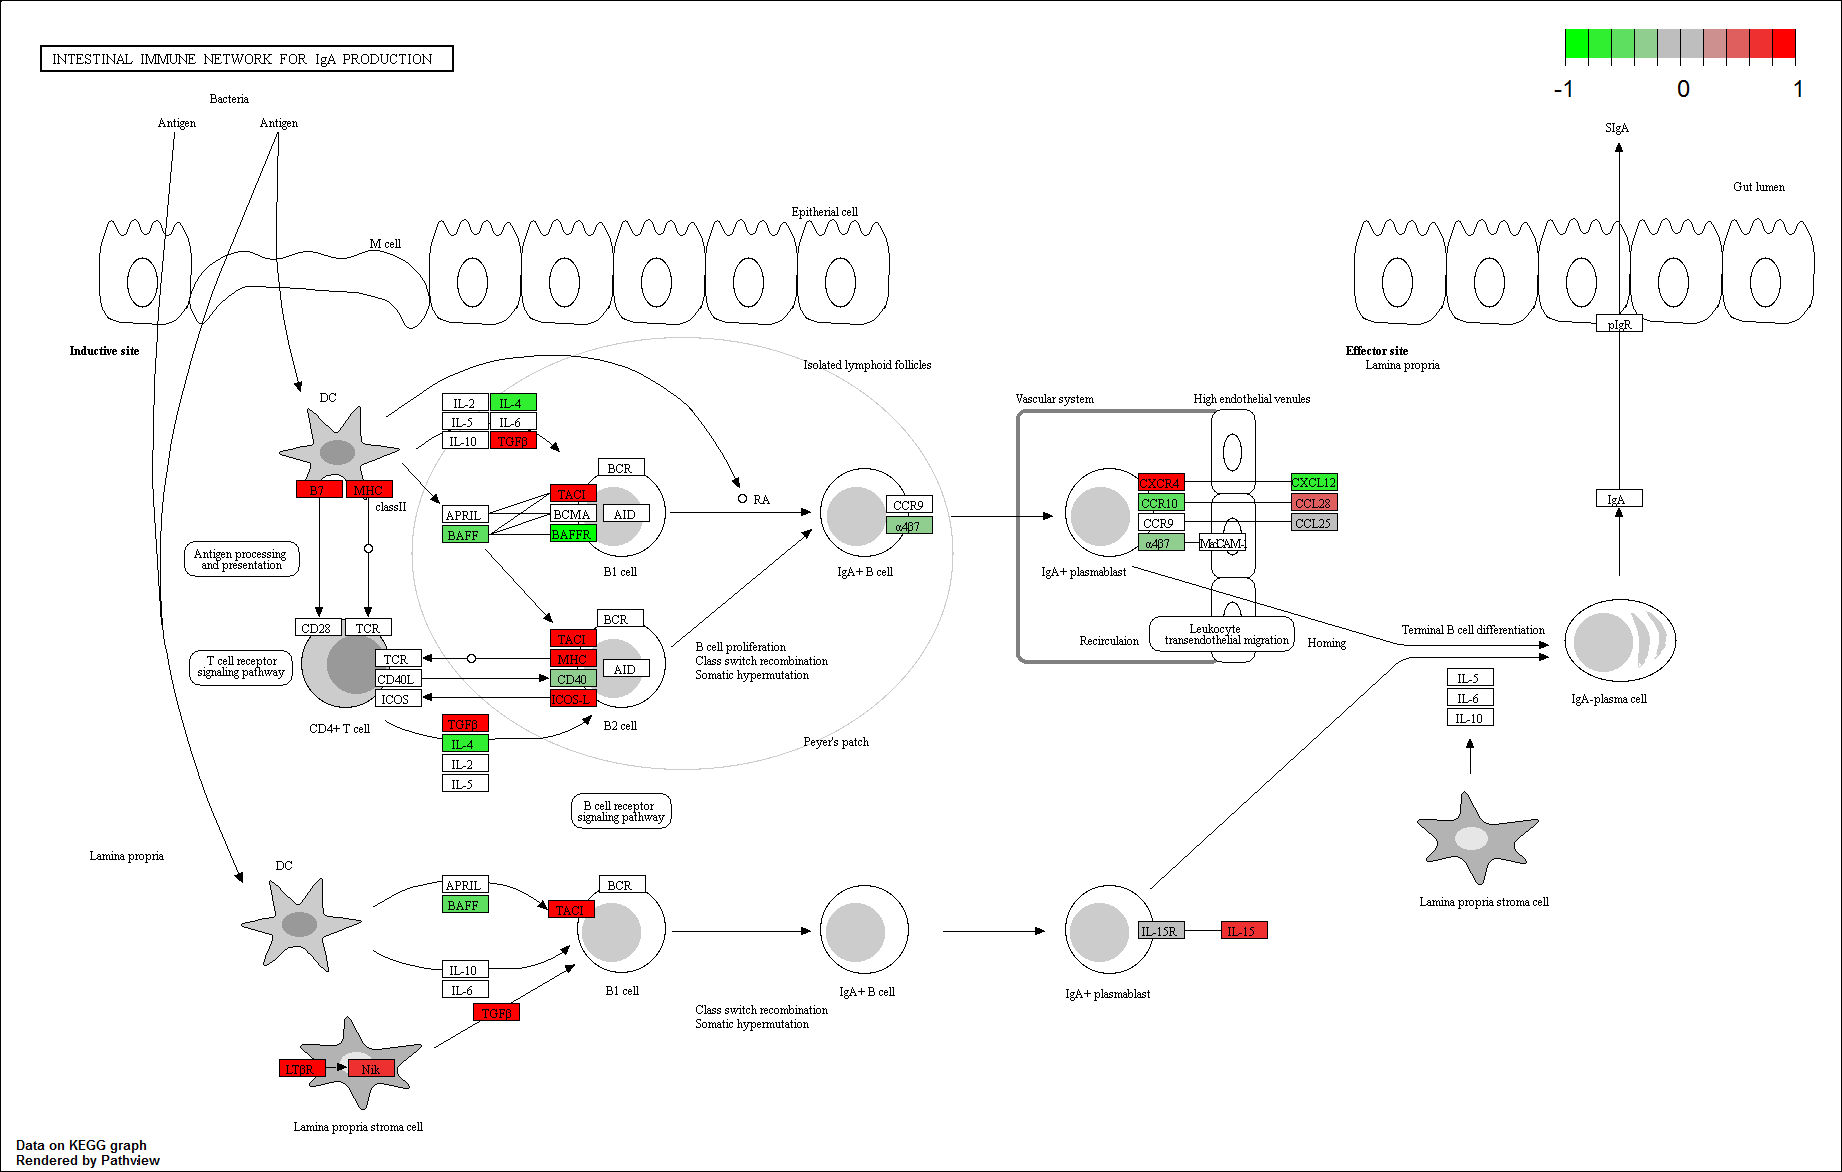 INTESTINAL IMMUNE NETWORK FOR IgA PRODUCTION
-1 0 1
Bacteria
Antigen
Antigen
SIgA
Gut lumen
Epitherial cell
M cell
pIgR
Inductive site
Effector site
Lamina propria
Isolated lymphoid follicles
DC
Vascular system
High endothelial venules
IL-2
IL-4
IL-5
IL-6
IL-10
TGFβ
BCR
B7
MHC
classII
TACI
RA
CCR9
α4β7
CXCR4
CXCL12
CCR10
CCL28
CCR9
CCL25
α4β7
IgA
APRIL
BAFF
BCMA
BAFFR
AID
Antigen processing
and presentation
B1 cell
IgA+ B cell
IgA+ plasmablast
CD28
TCR
BCR
TACI
TCR
MHC
AID
CD40L
CD40
ICOS
ICOS-L
T cell receptor
signaling pathway
B cell proliferation
Class switch recombination
Somatic hypermutation
Recirculaion
Leukocyte
transendothelial migration
Homing
Terminal B cell differentiation
IL-5
IL-6
IL-10
IgA-plasma cell
CD4+ T cell
TGFβ
IL-4
IL-2
IL-5
B2 cell
Peyer's patch
B cell receptor
signaling pathway
Lamina propria
DC
APRIL
BAFF
BCR
TACI
IL-15R
IL-15
Lamina propria stroma cell
IL-10
IL-6
TGFβ
B1 cell
IgA+ B cell
IgA+ plasmablast
Class switch recombination
Somatic hypermutation
LTβR
Nik
Lamina propria stroma cell
Data on KEGG graph
Rendered by Pathview